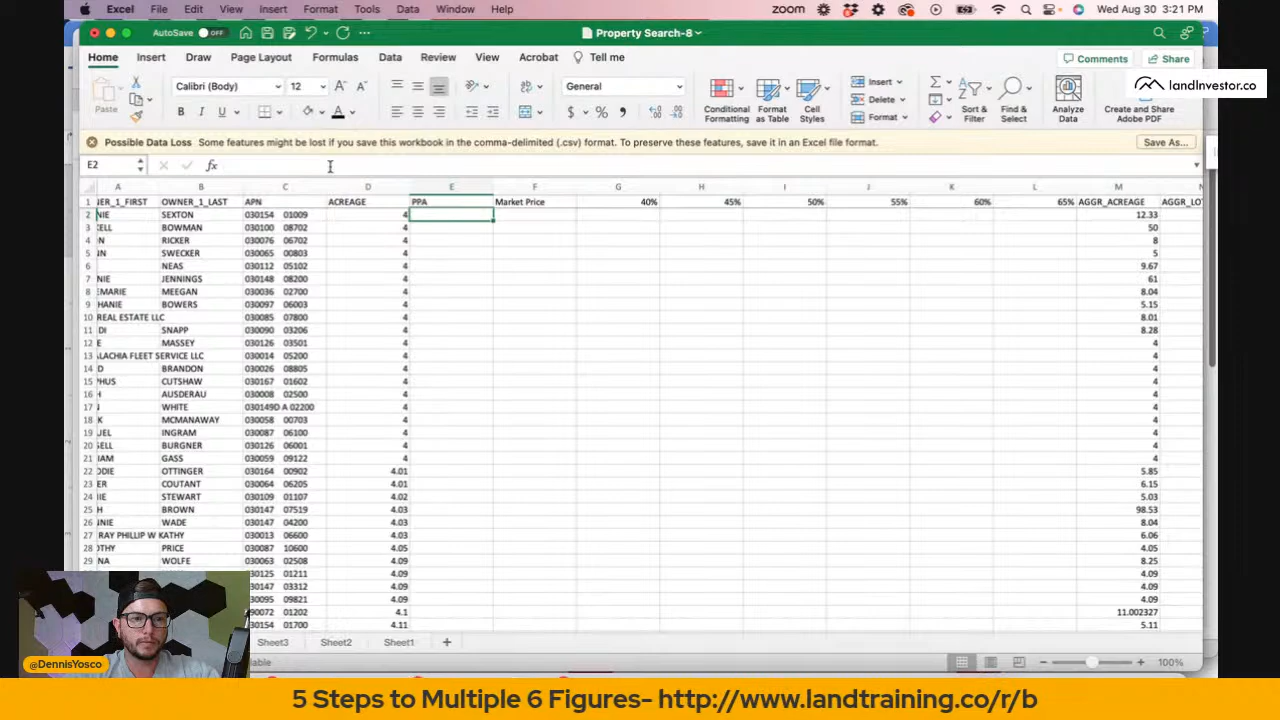 Excel File Edit View Insert Format Tools Data Window Help zoom Wed Aug 30 3:21 PM
AutoSave OFF Property Search-8
Home Insert Draw Page Layout Formulas Data Review View Acrobat Tell me Comments Share
landinvestor.co
Paste Calibri (Body) 12 General Conditional Formatting Format as Table Cell Styles Insert Delete Format Sort & Filter Find & Select Analyze Data Create and Share Adobe PDF
Possible Data Loss Some features might be lost if you save this workbook in the comma-delimited (.csv) format. To preserve these features, save it in an Excel file format. Save As...
E2 fx
A B C D E F G H I J K L M N
1 NER_1_FIRST OWNER_1_LAST APN ACREAGE PPA Market Price 40% 45% 50% 55% 60% 65% AGGR_ACREAGE AGGR_LO
2 NIE SEXTON 030154 01009 4 12.33
3 ELL BOWMAN 030100 08702 4 50
4 N RICKER 030076 06702 4 8
5 NN SWECKER 030065 00803 4 5
6 NEAS 030112 05102 4 9.67
7 NIE JENNINGS 030148 08200 4 61
8 EMARIE MEEGAN 030036 02700 4 8.04
9 HANIE BOWERS 030097 06003 4 5.15
10 REAL ESTATE LLC 030085 07800 4 8.01
11 DI SNAPP 030090 03206 4 8.28
12 E MASSEY 030126 03501 4 4
13 ALACHIA FLEET SERVICE LLC 030014 05200 4 4
14 D BRANDON 030026 08805 4 4
15 PHUS CUTSHAW 030167 01602 4 4
16 H AUSDERAU 030008 02500 4 4
17 WHITE 030149D A 02200 4 4
18 K MCMANAWAY 030058 00703 4 4
19 UEL INGRAM 030087 06100 4 4
20 SELL BURGNER 030126 06001 4 4
21 IAM GASS 030059 09122 4 4
22 DDIE OTTINGER 030164 00902 4.01 5.85
23 ER COUTANT 030064 06205 4.01 6.15
24 HIE STEWART 030109 01107 4.02 5.03
25 H BROWN 030147 07519 4.03 98.53
26 NNIE WADE 030147 04200 4.03 8.04
27 RAY PHILLIP W KATHY 030013 06600 4.03 6.06
28 OTHY PRICE 030087 10600 4.05 4.05
29 NA WOLFE 030063 02508 4.09 8.25
030125 01211 4.09 4.09
030147 03312 4.09 4.09
030095 09821 4.09 4.09
090072 01202 4.1 11.002327
030154 01700 4.11 5.11
Sheet3 Sheet2 Sheet1 +
100%
@DennisYosco
5 Steps to Multiple 6 Figures- http://www.landtraining.co/r/b